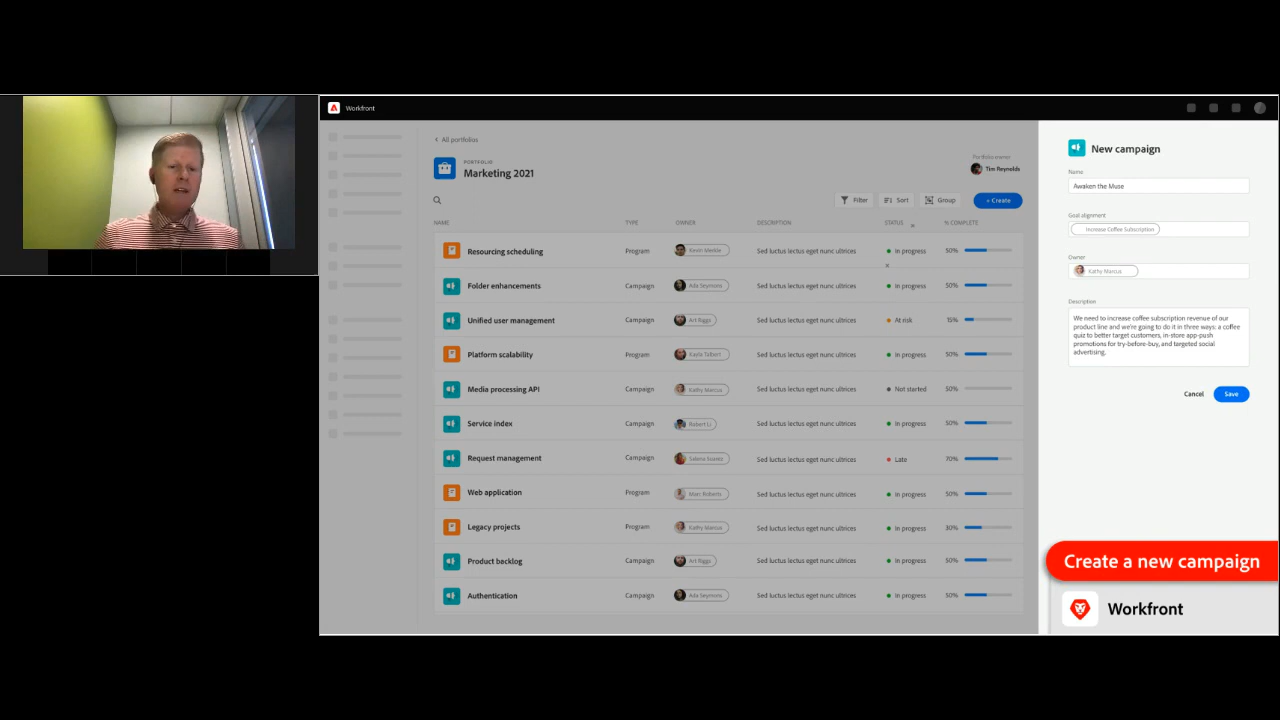 Workfront
All portfolios
PORTFOLIO
Marketing 2021
Portfolio owner
Tim Reynolds
Filter
Sort
Group
+ Create
NAME TYPE OWNER DESCRIPTION STATUS % COMPLETE
Resourcing scheduling Program Kevin Meekle Sed luctus lectus eget nunc ultrices In progress 50%
Folder enhancements Campaign Ada Seymons Sed luctus lectus eget nunc ultrices In progress 50%
Unified user management Campaign Art Riggs Sed luctus lectus eget nunc ultrices At risk 15%
Platform scalability Program Kayla Talbert Sed luctus lectus eget nunc ultrices In progress 50%
Media processing API Campaign Kathy Marcus Sed luctus lectus eget nunc ultrices Not started
Service index Campaign Robert Li Sed luctus lectus eget nunc ultrices In progress 50%
Request management Campaign Salena Suarez Sed luctus lectus eget nunc ultrices Late 70%
Web application Program Marc Roberts Sed luctus lectus eget nunc ultrices In progress 50%
Legacy projects Program Kathy Marcus Sed luctus lectus eget nunc ultrices In progress 30%
Product backlog Campaign Art Riggs Sed luctus lectus eget nunc ultrices In progress 50%
Authentication Campaign Ada Seymons Sed luctus lectus eget nunc ultrices In progress 50%
New campaign
Name
Awaken the Muse
Goal alignment
Increase Coffee Subscription
Owner
Kathy Marcus
Description
We need to increase coffee subscription revenue of our
product line and we're going to do it in three ways: a coffee
quiz to better target customers, in-store app-push
promotions for try-before-buy, and targeted social
advertising.
Cancel
Save
Create a new campaign
Workfront